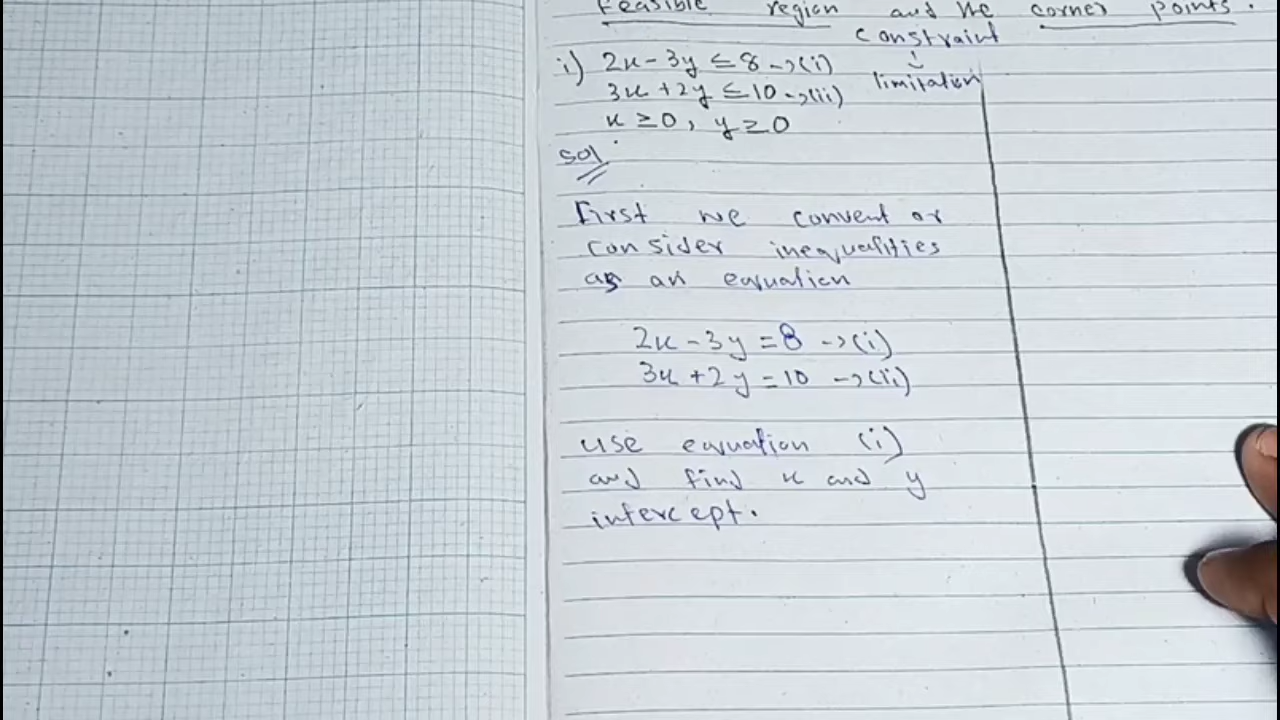 feasible region and the corner points.
constraint
↓
limitation
i) 2x - 3y ≤ 8 →(i)
3x + 2y ≤ 10 →(ii)
x ≥ 0, y ≥ 0
Sol
First we convent or
consider inequalities
as an equation
2x - 3y = 8 →(i)
3x + 2y = 10 →(ii)
use equation (i)
and find x and y
intercept.